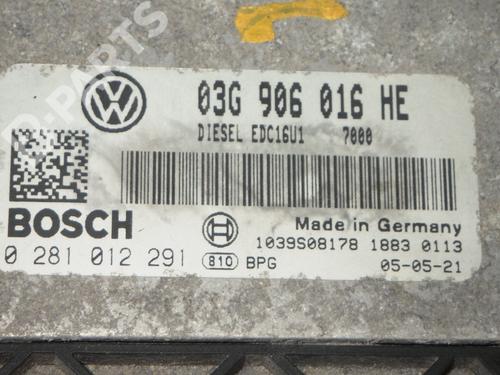 B-PARTS
03G 906 016 HE
DIESEL EDC16U1 7000
BOSCH
Made in Germany
0 281 012 291
1039S08178 1883 0113
810 BPG 05-05-21